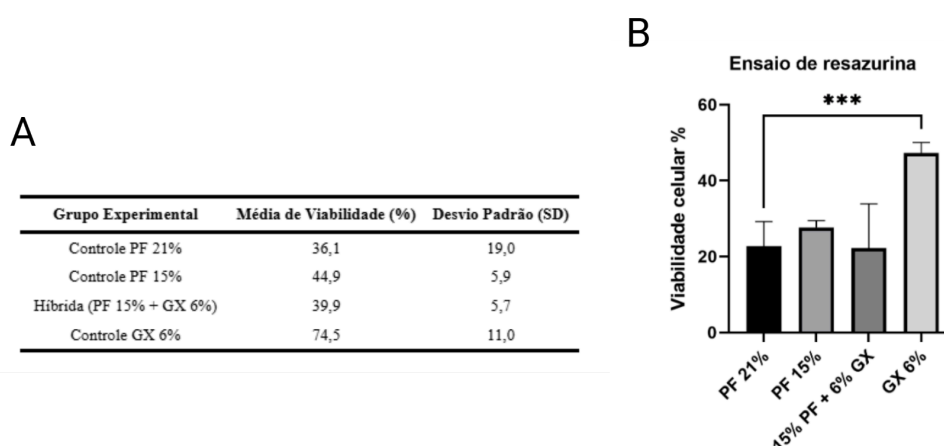 A
Grupo Experimental Média de Viabilidade (%) Desvio Padrão (SD)
Controle PF 21% 36,1 19,0
Controle PF 15% 44,9 5,9
Híbrida (PF 15% + GX 6%) 39,9 5,7
Controle GX 6% 74,5 11,0
B
Ensaio de resazurina
***
Viabilidade celular %
60
40
20
0
PF 21%
PF 15%
15% PF + 6% GX
GX 6%